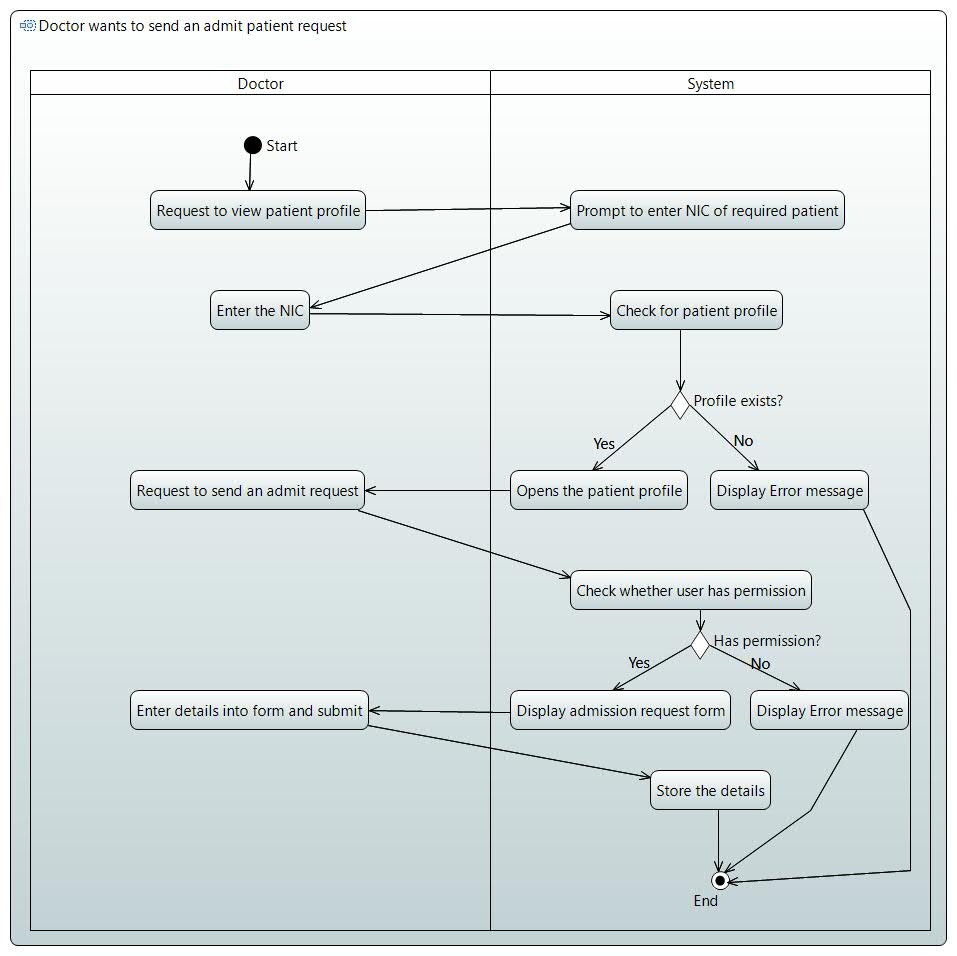 Doctor wants to send an admit patient request
Doctor
System
Start
Request to view patient profile
Prompt to enter NIC of required patient
Enter the NIC
Check for patient profile
Profile exists?
Yes
No
Request to send an admit request
Opens the patient profile
Display Error message
Check whether user has permission
Has permission?
Yes
No
Enter details into form and submit
Display admission request form
Display Error message
Store the details
End